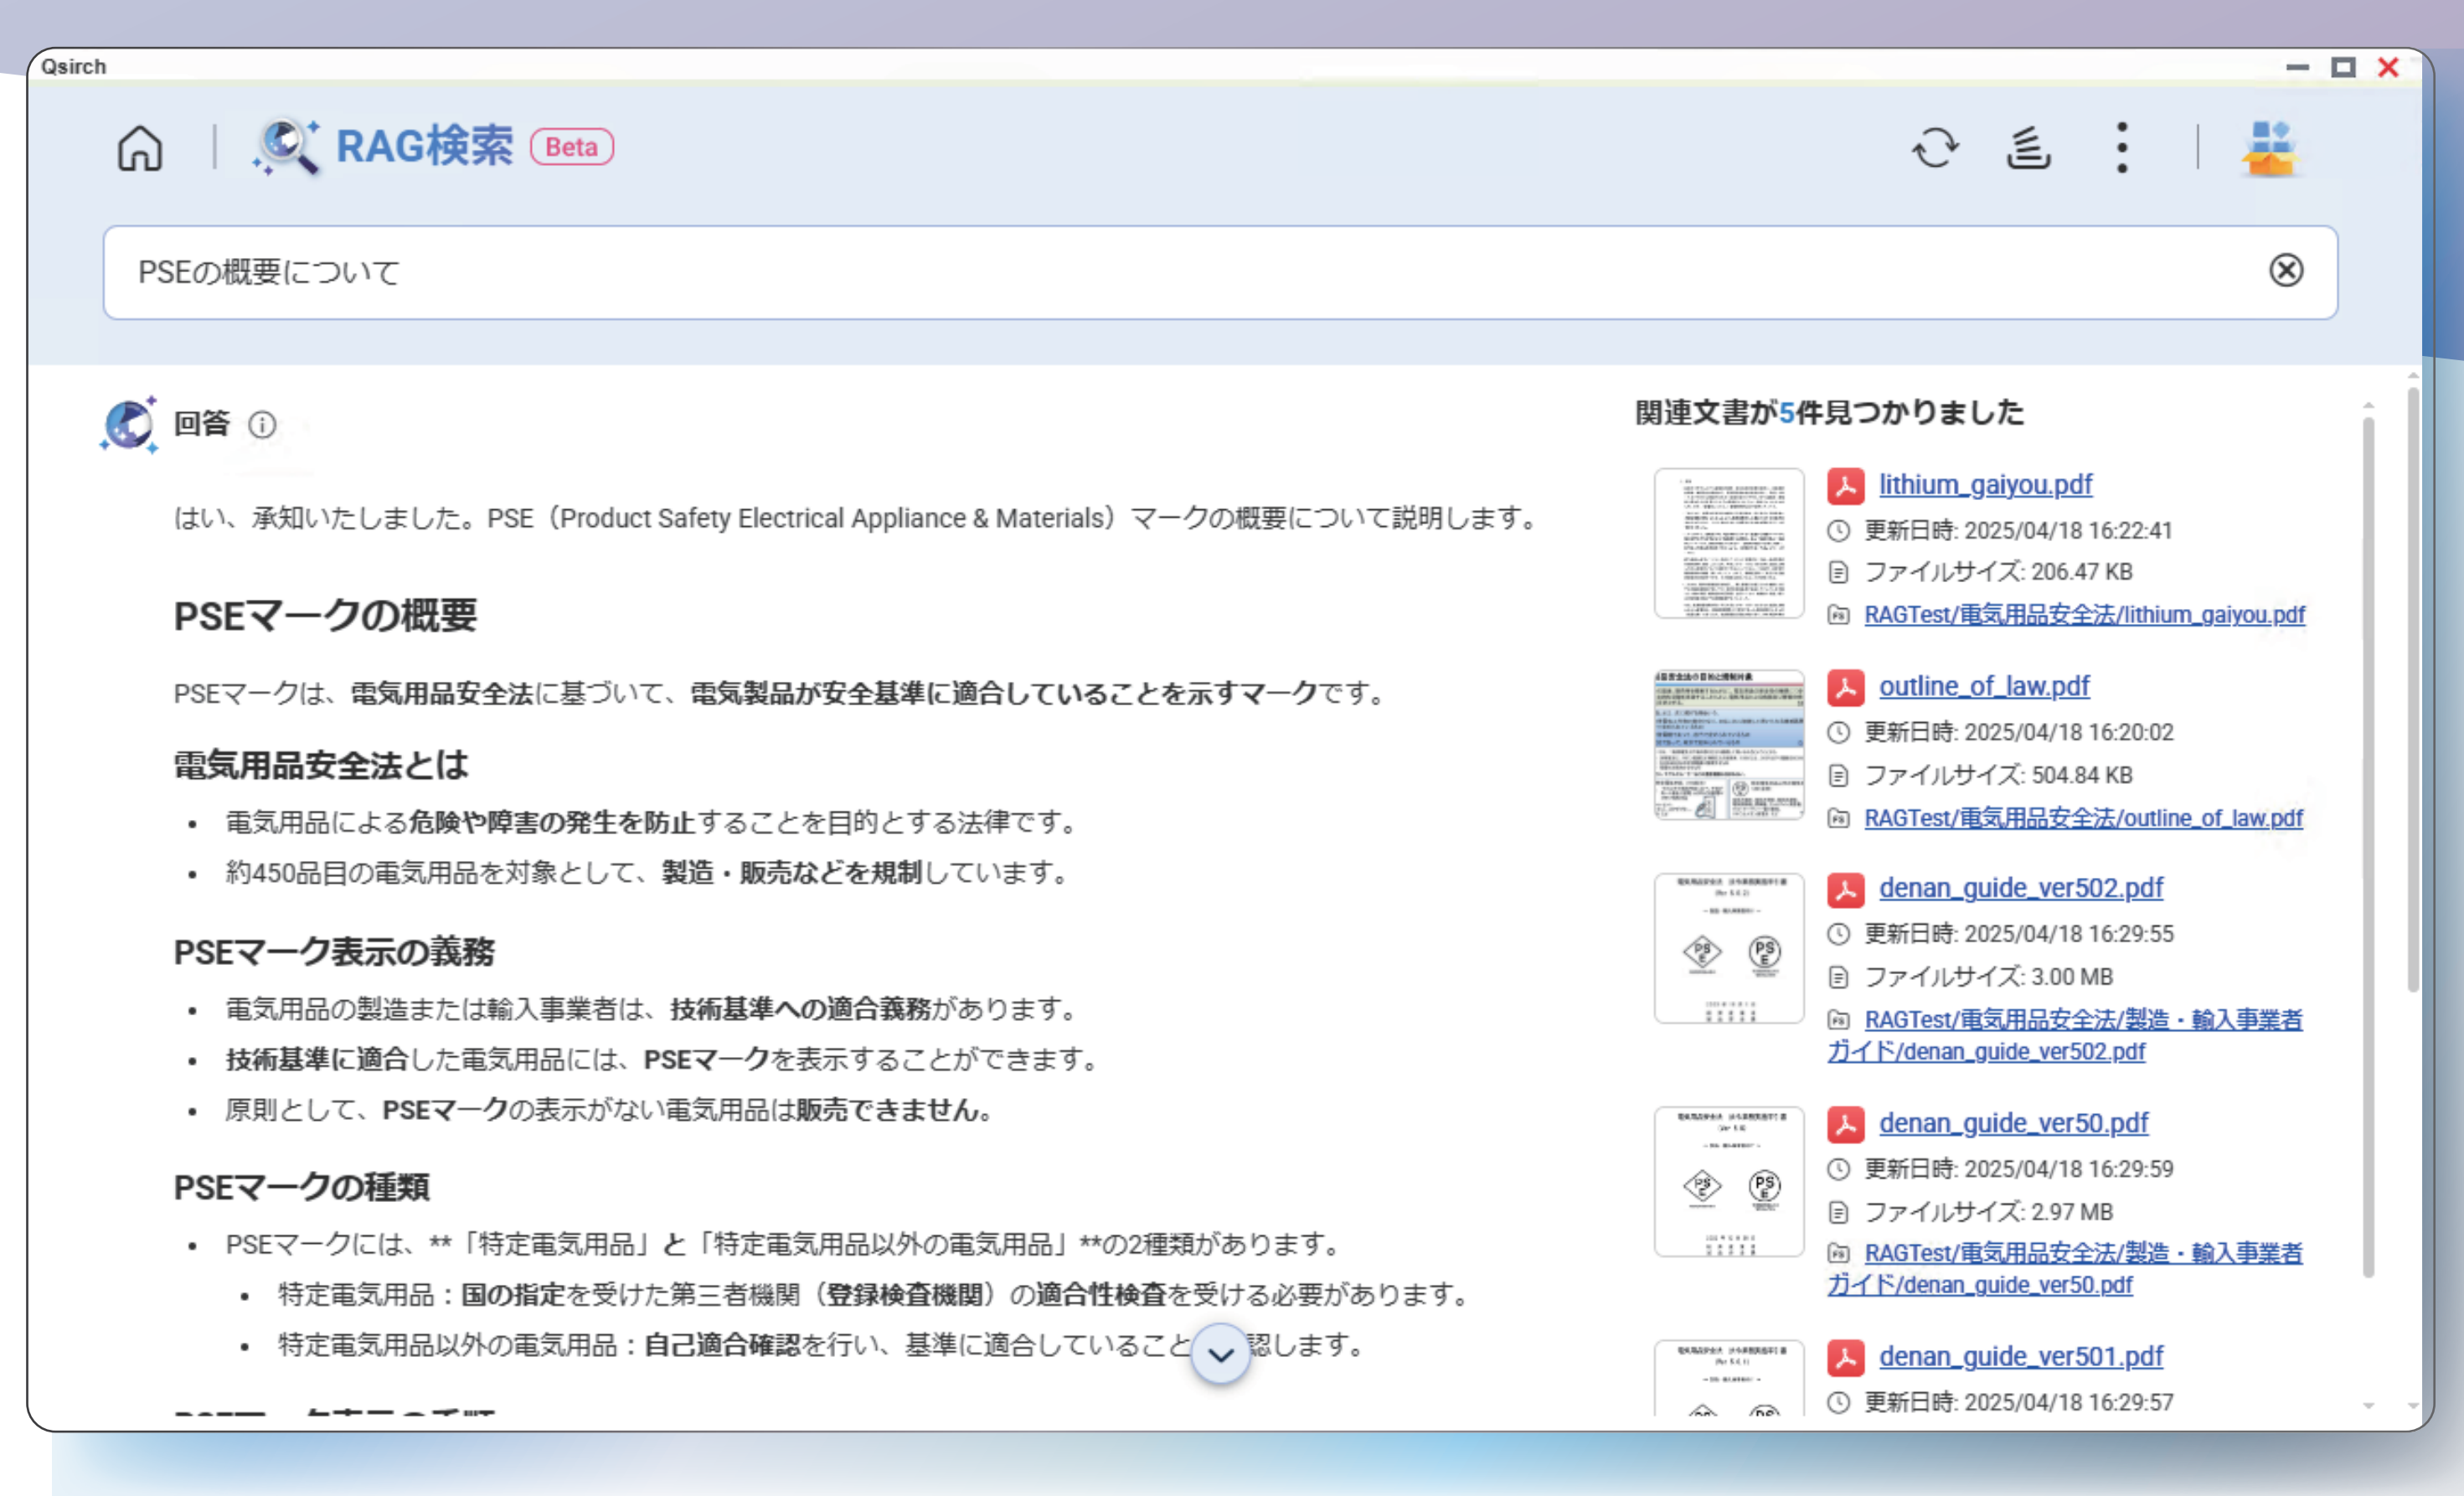 Qsirch
RAG検索 Beta
PSEの概要について
回答
はい、承知いたしました。PSE（Product Safety Electrical Appliance & Materials）マークの概要について説明します。
PSEマークの概要
PSEマークは、電気用品安全法に基づいて、電気製品が安全基準に適合していることを示すマークです。
電気用品安全法とは
• 電気用品による危険や障害の発生を防止することを目的とする法律です。
• 約450品目の電気用品を対象として、製造・販売などを規制しています。
PSEマーク表示の義務
• 電気用品の製造または輸入事業者は、技術基準への適合義務があります。
• 技術基準に適合した電気用品には、PSEマークを表示することができます。
• 原則として、PSEマークの表示がない電気用品は販売できません。
PSEマークの種類
• PSEマークには、**「特定電気用品」と「特定電気用品以外の電気用品」**の2種類があります。
• 特定電気用品：国の指定を受けた第三者機関（登録検査機関）の適合性検査を受ける必要があります。
• 特定電気用品以外の電気用品：自己適合確認を行い、基準に適合していること認します。
関連文書が5件見つかりました
lithium_gaiyou.pdf
更新日時: 2025/04/18 16:22:41
ファイルサイズ: 206.47 KB
RAGTest/電気用品安全法/lithium_gaiyou.pdf
outline_of_law.pdf
更新日時: 2025/04/18 16:20:02
ファイルサイズ: 504.84 KB
RAGTest/電気用品安全法/outline_of_law.pdf
denan_guide_ver502.pdf
更新日時: 2025/04/18 16:29:55
ファイルサイズ: 3.00 MB
RAGTest/電気用品安全法/製造・輸入事業者
ガイド/denan_guide_ver502.pdf
denan_guide_ver50.pdf
更新日時: 2025/04/18 16:29:59
ファイルサイズ: 2.97 MB
RAGTest/電気用品安全法/製造・輸入事業者
ガイド/denan_guide_ver50.pdf
denan_guide_ver501.pdf
更新日時: 2025/04/18 16:29:57